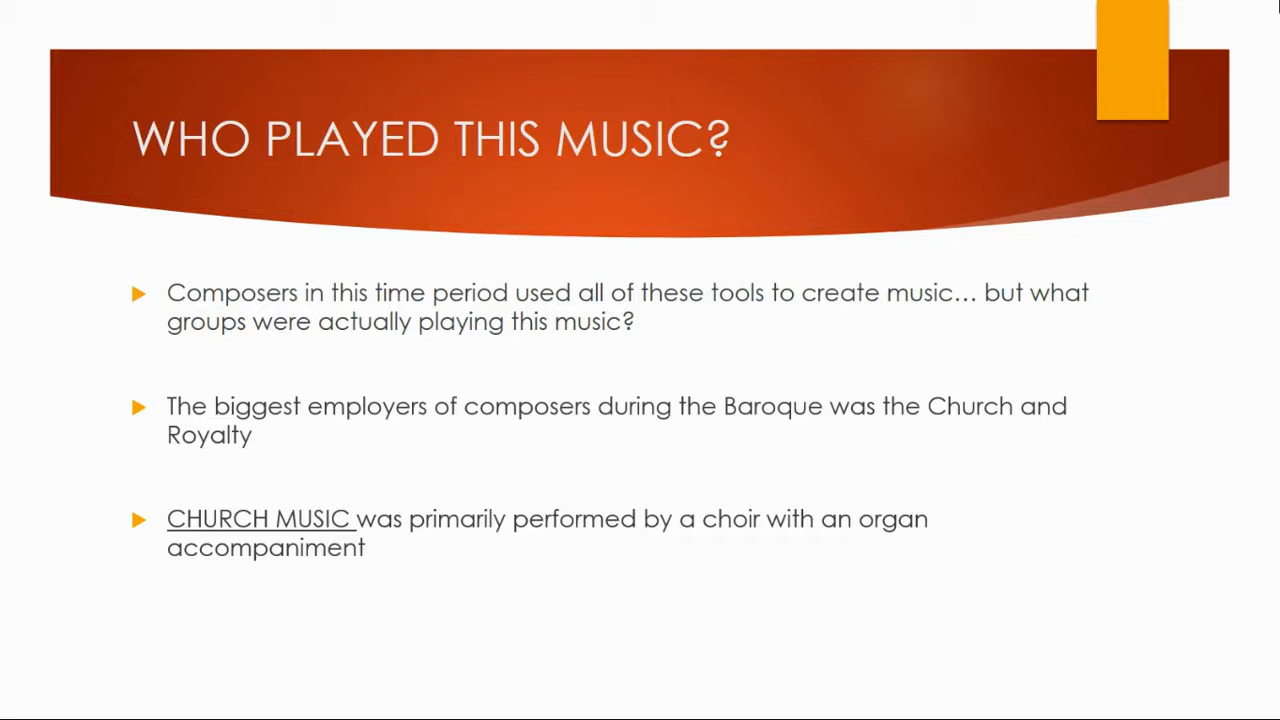 WHO PLAYED THIS MUSIC?
Composers in this time period used all of these tools to create music… but what
groups were actually playing this music?
The biggest employers of composers during the Baroque was the Church and
Royalty
CHURCH MUSIC was primarily performed by a choir with an organ
accompaniment